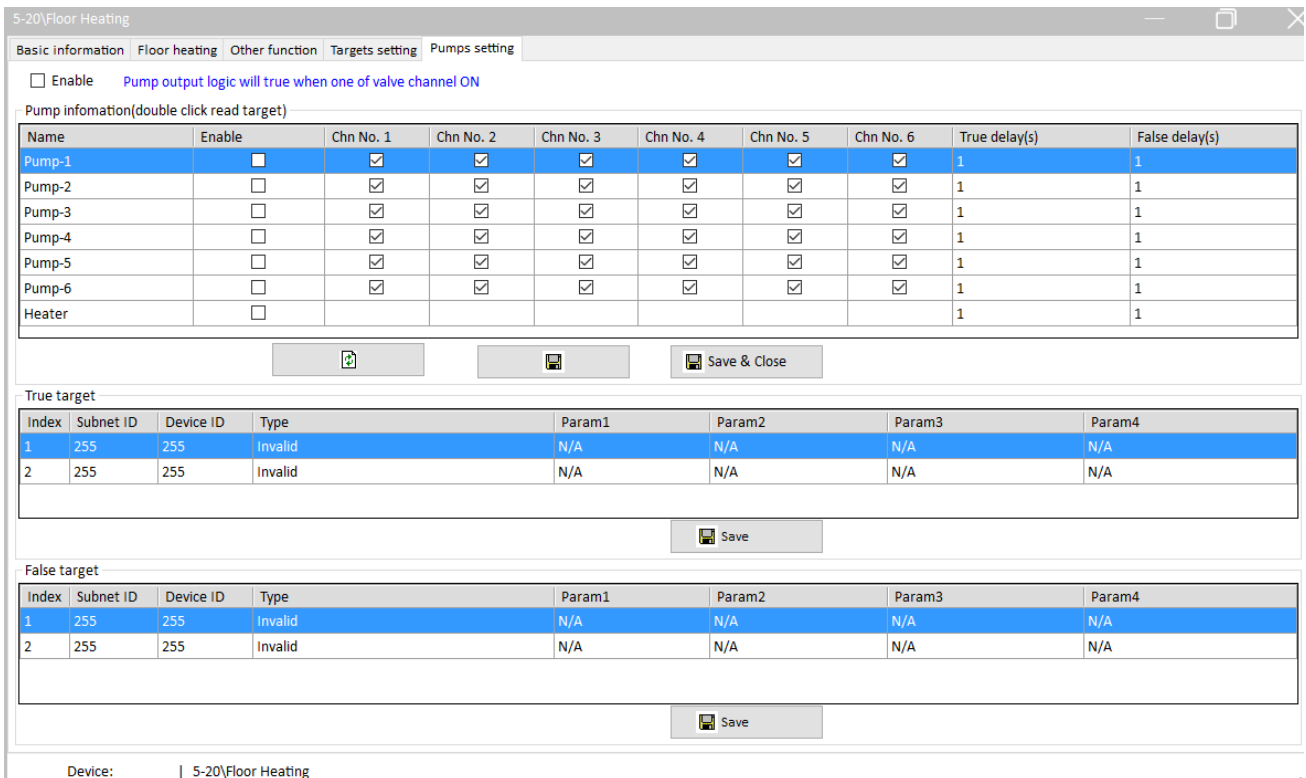 5-20\Floor Heating
Basic information Floor heating Other function Targets setting Pumps setting
Enable Pump output logic will true when one of valve channel ON
Pump infomation(double click read target)
Name Enable Chn No. 1 Chn No. 2 Chn No. 3 Chn No. 4 Chn No. 5 Chn No. 6 True delay(s) False delay(s)
Pump-1 1 1
Pump-2 1 1
Pump-3 1 1
Pump-4 1 1
Pump-5 1 1
Pump-6 1 1
Heater 1 1
Save & Close
True target
Index Subnet ID Device ID Type Param1 Param2 Param3 Param4
1 255 255 Invalid N/A N/A N/A N/A
2 255 255 Invalid N/A N/A N/A N/A
Save
False target
Index Subnet ID Device ID Type Param1 Param2 Param3 Param4
1 255 255 Invalid N/A N/A N/A N/A
2 255 255 Invalid N/A N/A N/A N/A
Save
Device: | 5-20\Floor Heating